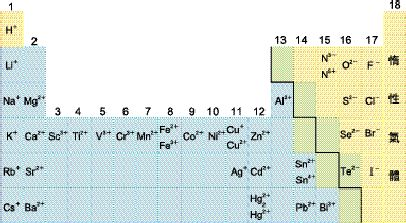 1 18
H⁺ 2 13 14 15 16 17
Li⁺ N³⁻ N⁵⁺ O²⁻ F⁻ 惰
Na⁺ Mg²⁺ 3 4 5 6 7 8 9 10 11 12 Al³⁺ S²⁻ Cl⁻ 性
K⁺ Ca²⁺ Sc³⁺ Ti²⁺ V³⁺ Cr³⁺ Mn²⁺ Fe²⁺ Fe³⁺ Co²⁺ Ni²⁺ Cu⁺ Cu²⁺ Zn²⁺ Se²⁻ Br⁻ 氣
Rb⁺ Sr²⁺ Ag⁺ Cd²⁺ Sn²⁺ Sn⁴⁺ Te²⁻ I⁻ 體
Cs⁺ Ba²⁺ Hg₂²⁺ Hg²⁺ Pb²⁺ Bi³⁺